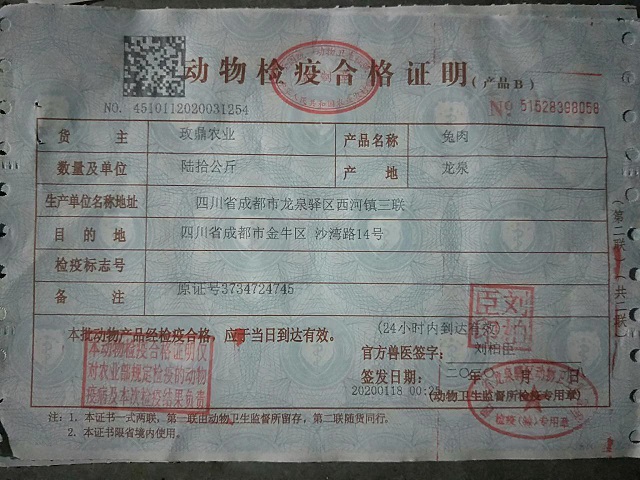 动物检疫合格证明(产品B)
NO. 4510112020031254
No 51528398058
货主 玫鼎农业 产品名称 兔肉
数量及单位 陆拾公斤 产地 龙泉
生产单位名称地址 四川省成都市龙泉驿区西河镇三联
目的地 四川省成都市金牛区 沙湾路14号
检疫标志号
备注 原证号3734724745
本批动物产品经检疫合格，应于当日到达有效。
(24小时内到达有效)
官方兽医签字： 刘柏臣
签发日期： 二〇 年 月 日
20200118 00:25
(动物卫生监督所检疫专用章)
本动物检疫合格证明仅
对农业部规定检疫的动物
疫病及本次检疫结果负责
检疫( )专用章
注：1. 本证书一式两联，第一联由动物卫生监督所留存，第二联随货同行。
2. 本证书限省境内使用。
(第二联 共二联)